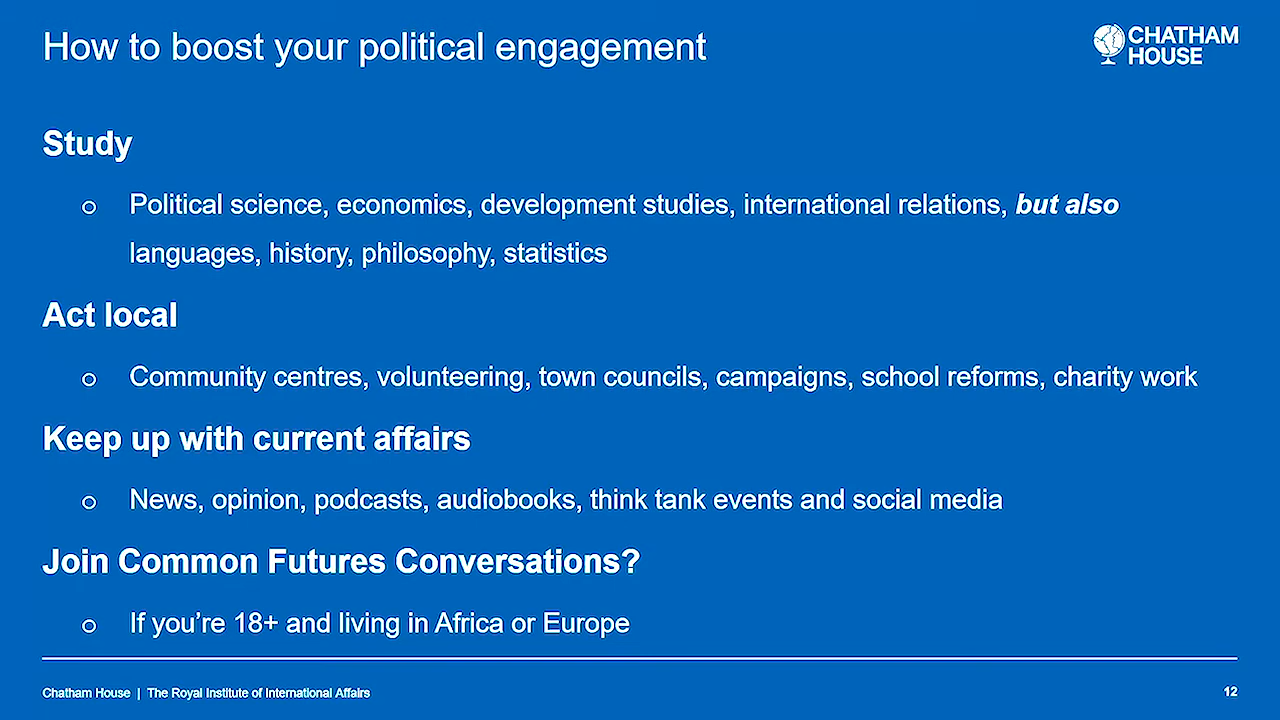 How to boost your political engagement
CHATHAM
HOUSE
Study
o Political science, economics, development studies, international relations, but also
languages, history, philosophy, statistics
Act local
o Community centres, volunteering, town councils, campaigns, school reforms, charity work
Keep up with current affairs
o News, opinion, podcasts, audiobooks, think tank events and social media
Join Common Futures Conversations?
o If you’re 18+ and living in Africa or Europe
Chatham House | The Royal Institute of International Affairs
12